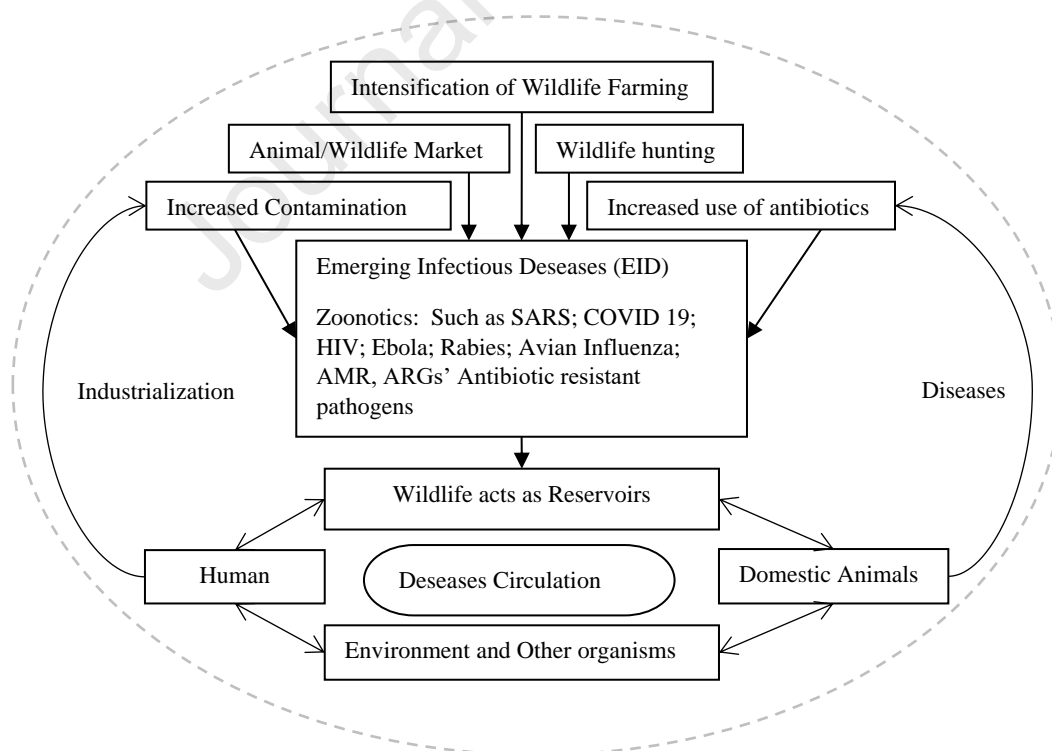 Journal
Intensification of Wildlife Farming
Animal/Wildlife Market
Wildlife hunting
Increased Contamination
Increased use of antibiotics
Emerging Infectious Deseases (EID)
Zoonotics: Such as SARS; COVID 19;
HIV; Ebola; Rabies; Avian Influenza;
AMR, ARGs’ Antibiotic resistant
pathogens
Industrialization
Diseases
Wildlife acts as Reservoirs
Human
Deseases Circulation
Domestic Animals
Environment and Other organisms